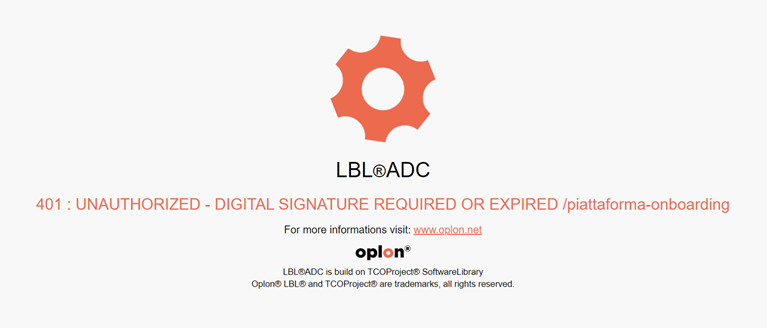 LBL®ADC
401 : UNAUTHORIZED - DIGITAL SIGNATURE REQUIRED OR EXPIRED /piattaforma-onboarding
For more informations visit: www.oplon.net
oplon®
LBL®ADC is build on TCOProject® SoftwareLibrary
Oplon® LBL® and TCOProject® are trademarks, all rights reserved.